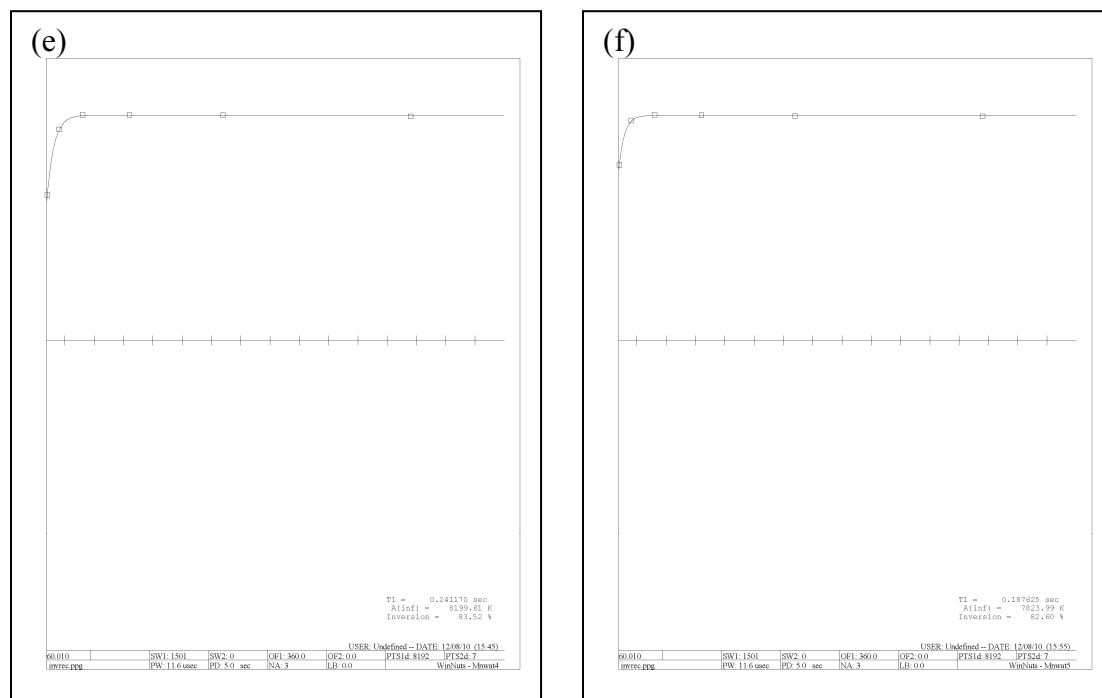 (e)
T1 = 0.241170 sec
A(inf) = 8199.61 K
Inversion = 83.52 %
USER: Undefined -- DATE: 12/08/10 (15:45)
60.010 SW1: 1501 SW2: 0 OF1: 360.0 OF2: 0.0 PTS1d: 8192 PTS2d: 7
invrec.ppg PW: 11.6 usec PD: 5.0 sec NA: 3 LB: 0.0 WinNuts - Mnwat4
(f)
T1 = 0.187625 sec
A(inf) = 7823.99 K
Inversion = 82.60 %
USER: Undefined -- DATE: 12/08/10 (15:55)
60.010 SW1: 1501 SW2: 0 OF1: 360.0 OF2: 0.0 PTS1d: 8192 PTS2d: 7
invrec.ppg PW: 11.6 usec PD: 5.0 sec NA: 3 LB: 0.0 WinNuts - Mnwat5